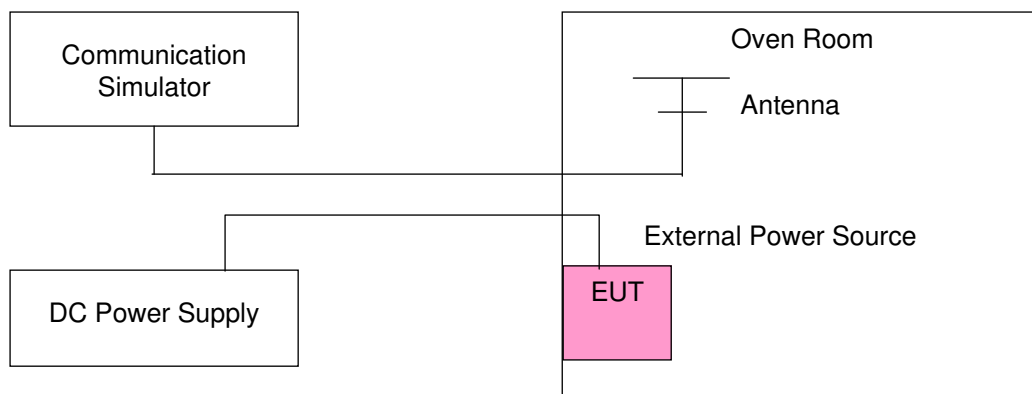 Communication
Simulator
Oven Room
Antenna
External Power Source
DC Power Supply
EUT